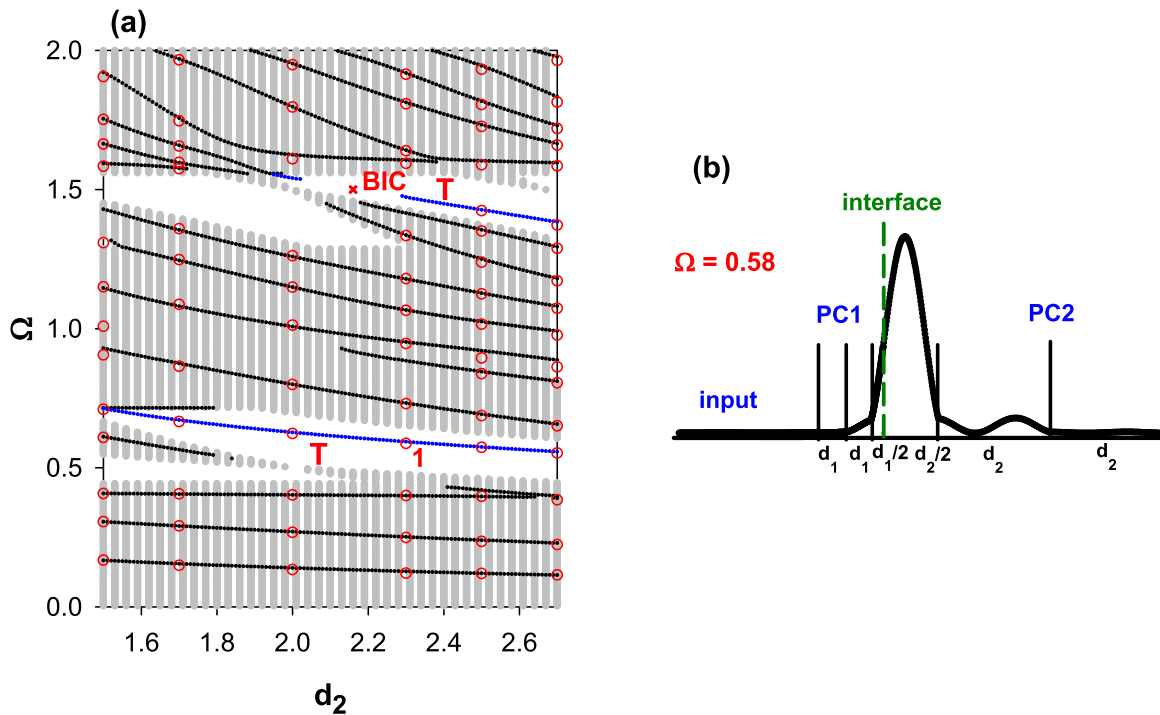 (a)
2.0
1.5
1.0
0.5
0.0
Ω
BIC
T
T
1
1.6 1.8 2.0 2.2 2.4 2.6
d₂
(b)
interface
Ω = 0.58
PC1
PC2
input
d₁ d₁ d₁/2 d₂/2 d₂ d₂